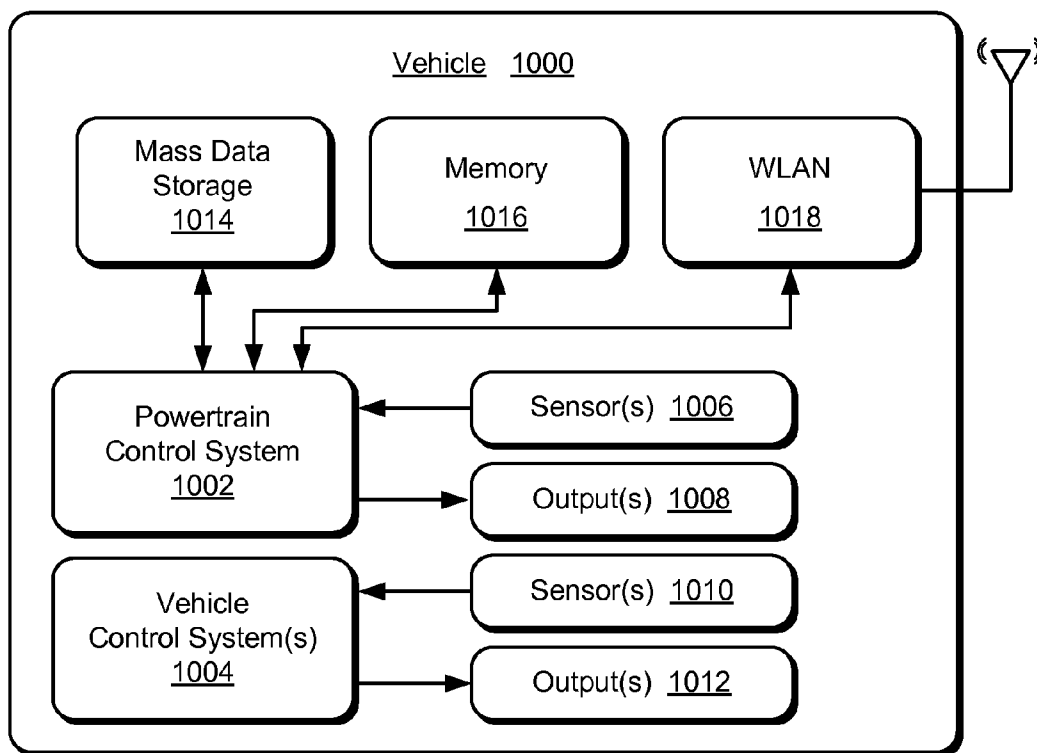 Vehicle 1000
Mass Data
Storage
1014
Memory
1016
WLAN
1018
Powertrain
Control System
1002
Sensor(s) 1006
Output(s) 1008
Vehicle
Control System(s)
1004
Sensor(s) 1010
Output(s) 1012